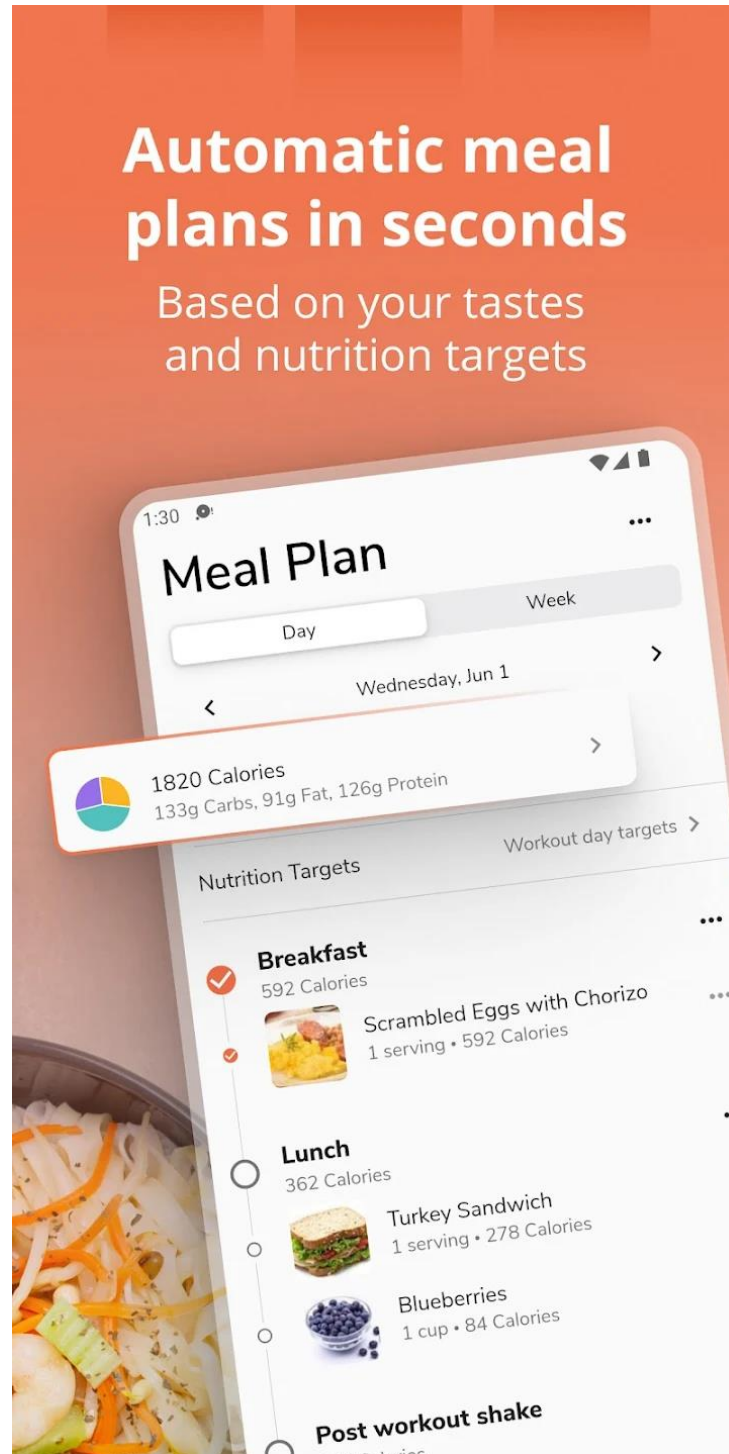 Automatic meal
plans in seconds
Based on your tastes
and nutrition targets
1:30
Meal Plan
Day
Week
Wednesday, Jun 1
1820 Calories
133g Carbs, 91g Fat, 126g Protein
Nutrition Targets
Workout day targets
Breakfast
592 Calories
Scrambled Eggs with Chorizo
1 serving • 592 Calories
Lunch
362 Calories
Turkey Sandwich
1 serving • 278 Calories
Blueberries
1 cup • 84 Calories
Post workout shake